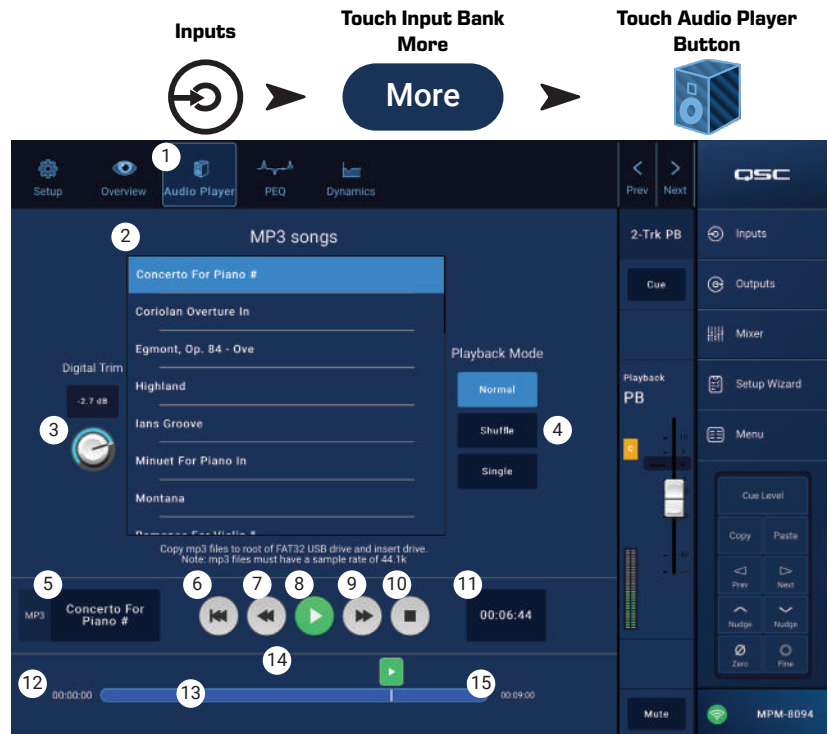 Inputs
Touch Input Bank
More
Touch Audio Player
Button
More
1
Setup
Overview
Audio Player
PEQ
Dynamics
Prev
Next
QSC
2
MP3 songs
Concerto For Piano #
Coriolan Overture In
Egmont, Op. 84 - Ove
Highland
Ians Groove
Minuet For Piano In
Montana
Romance For Violin #
Digital Trim
-2.7 dB
3
Playback Mode
Normal
Shuffle
4
Single
Copy mp3 files to root of FAT32 USB drive and insert drive.
Note: mp3 files must have a sample rate of 44.1k
2-Trk PB
Cue
Playback
PB
C
10
Mute
Inputs
Outputs
Mixer
Setup Wizard
Menu
Cue Level
Copy
Paste
Prev
Next
Nudge
Nudge
Zero
Fine
MPM-8094
5
6
7
8
9
10
11
MP3
Concerto For
Piano #
00:06:44
14
12
00:00:00
13
15
00:09:00